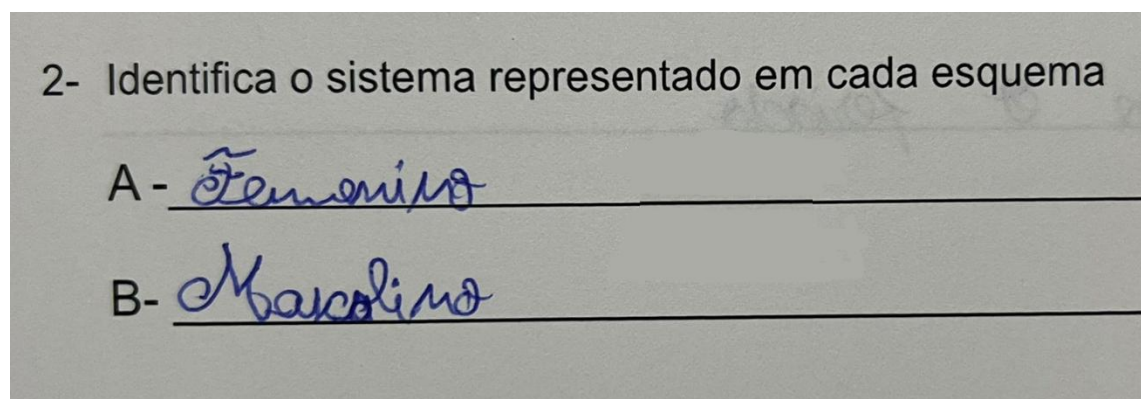 2- Identifica o sistema representado em cada esquema
A - Femenino
B- Mascolino